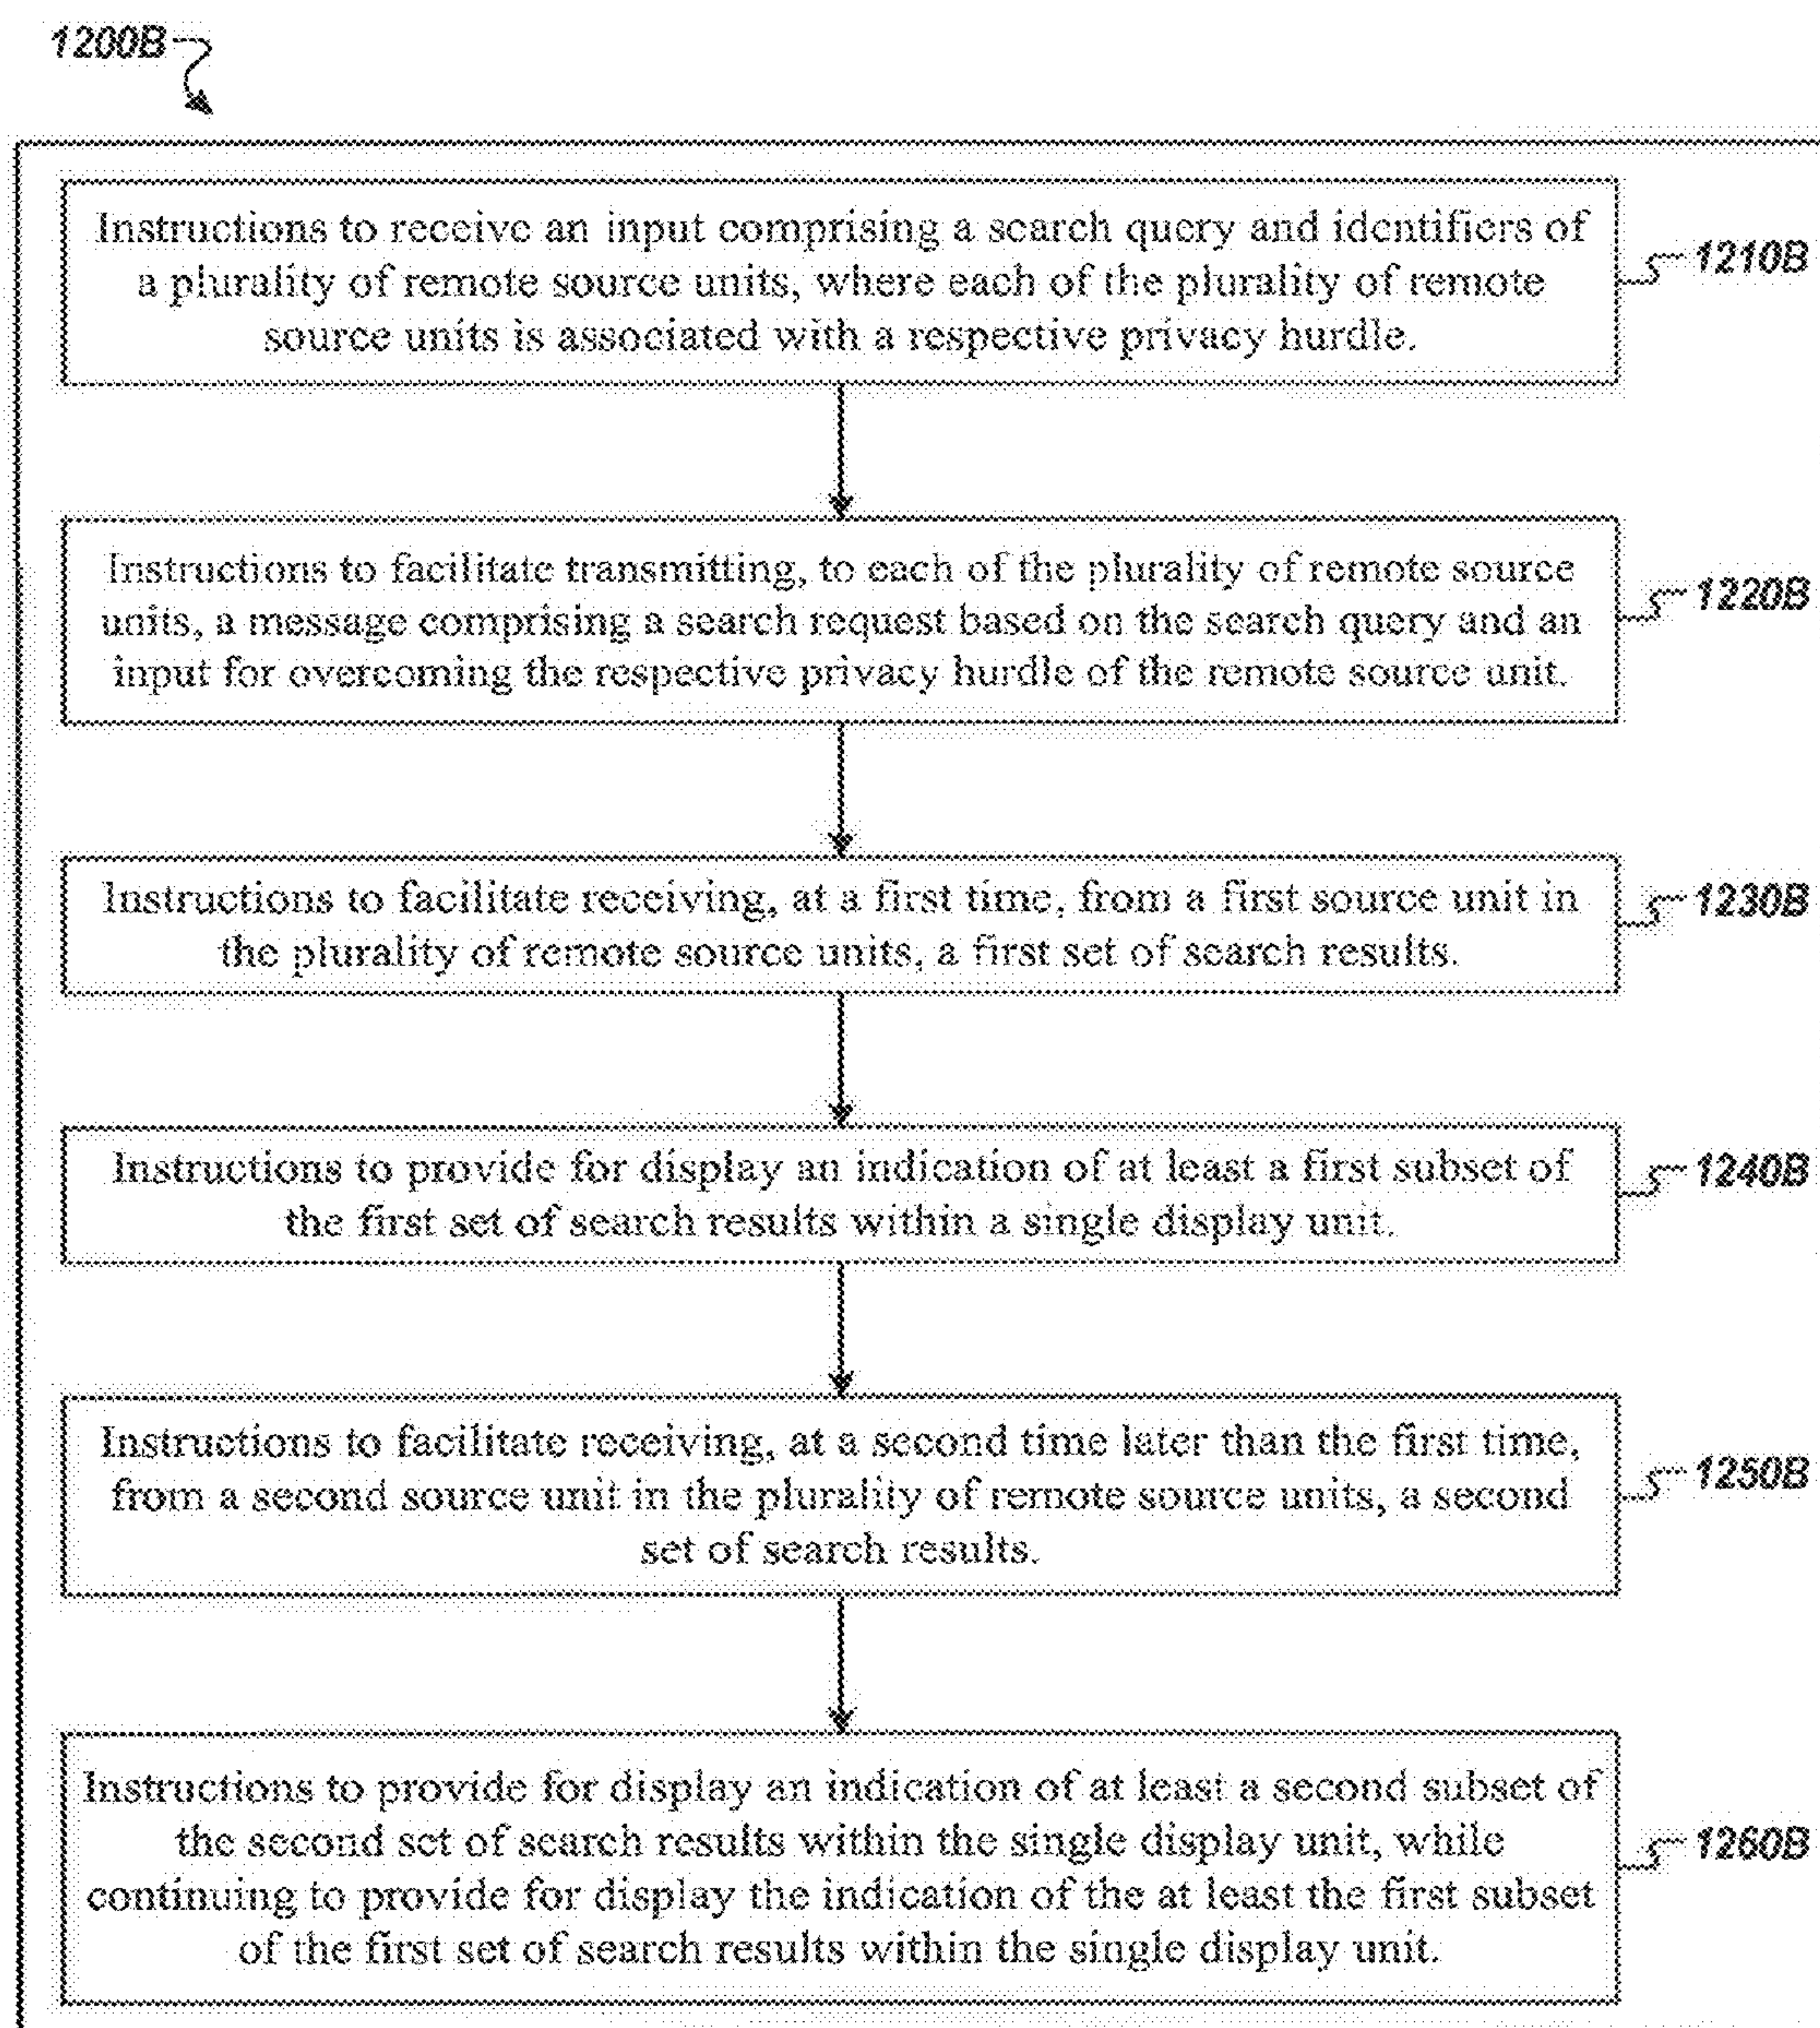 1200B
Instructions to receive an input comprising a search query and identifiers of
a plurality of remote source units, where each of the plurality of remote
source units is associated with a respective privacy hurdle.
1210B
Instructions to facilitate transmitting, to each of the plurality of remote source
units, a message comprising a search request based on the search query and an
input for overcoming the respective privacy hurdle of the remote source unit.
1220B
Instructions to facilitate receiving, at a first time, from a first source unit in
the plurality of remote source units, a first set of search results.
1230B
Instructions to provide for display an indication of at least a first subset of
the first set of search results within a single display unit.
1240B
Instructions to facilitate receiving, at a second time later than the first time,
from a second source unit in the plurality of remote source units, a second
set of search results.
1250B
Instructions to provide for display an indication of at least a second subset of
the second set of search results within the single display unit, while
continuing to provide for display the indication of the at least the first subset
of the first set of search results within the single display unit.
1260B